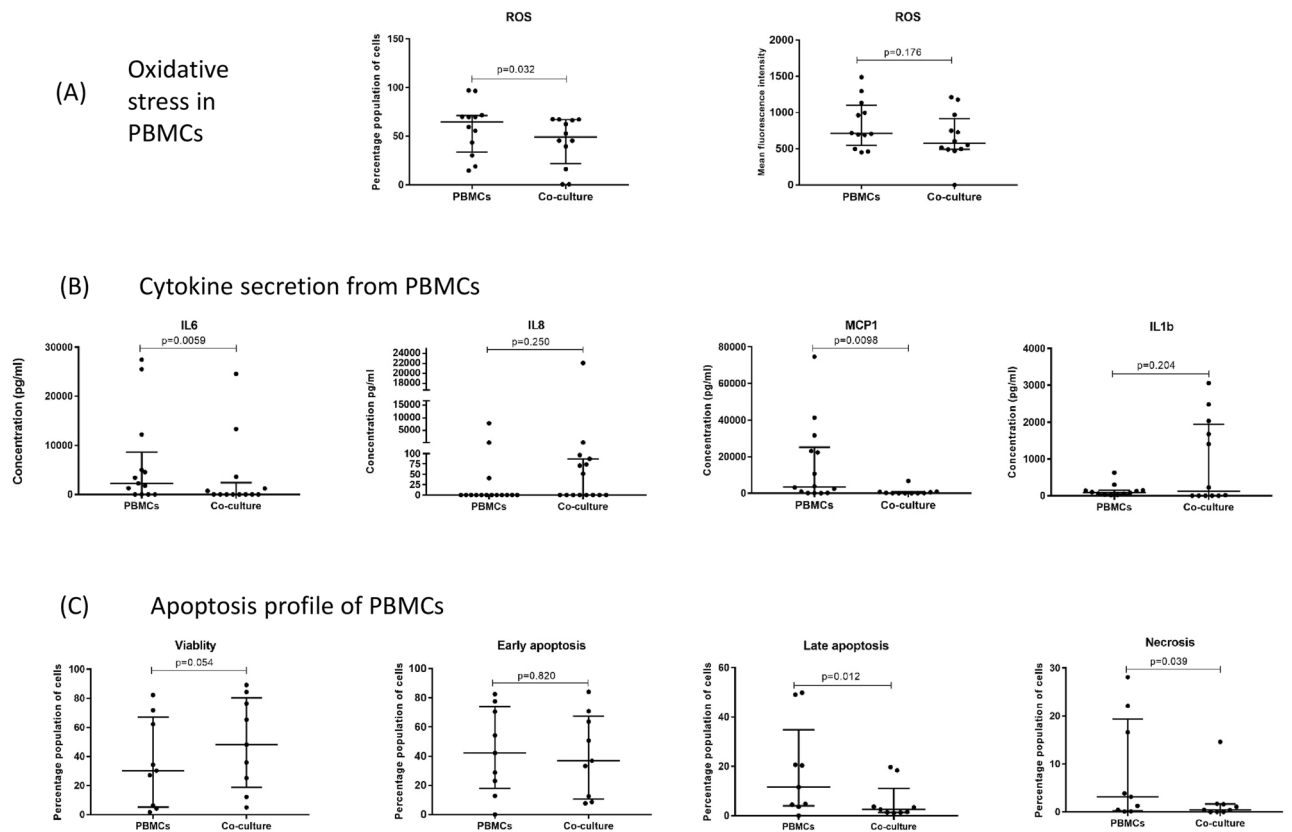 (A)
Oxidative
stress in
PBMCs
ROS
Percentage population of cells
150
100
50
0
p=0.032
PBMCs
Co-culture
ROS
Mean fluorescence intensity
2000
1500
1000
500
0
p=0.176
PBMCs
Co-culture
(B) Cytokine secretion from PBMCs
IL6
Concentration (pg/ml)
30000
20000
10000
0
p=0.0059
PBMCs
Co-culture
IL8
Concentration pg/ml
24000
22000
20000
18000
15000
10000
5000
100
75
50
25
0
p=0.250
PBMCs
Co-culture
MCP1
Concentration (pg/ml)
80000
60000
40000
20000
0
p=0.0098
PBMCs
Co-culture
IL1b
Concentration (pg/ml)
4000
3000
2000
1000
0
p=0.204
PBMCs
Co-culture
(C) Apoptosis profile of PBMCs
Viablity
Percentage population of cells
100
80
60
40
20
0
p=0.054
PBMCs
Co-culture
Early apoptosis
Percentage population of cells
100
80
60
40
20
0
p=0.820
PBMCs
Co-culture
Late apoptosis
Percentage population of cells
60
40
20
0
p=0.012
PBMCs
Co-culture
Necrosis
Percentage population of cells
30
20
10
0
p=0.039
PBMCs
Co-culture